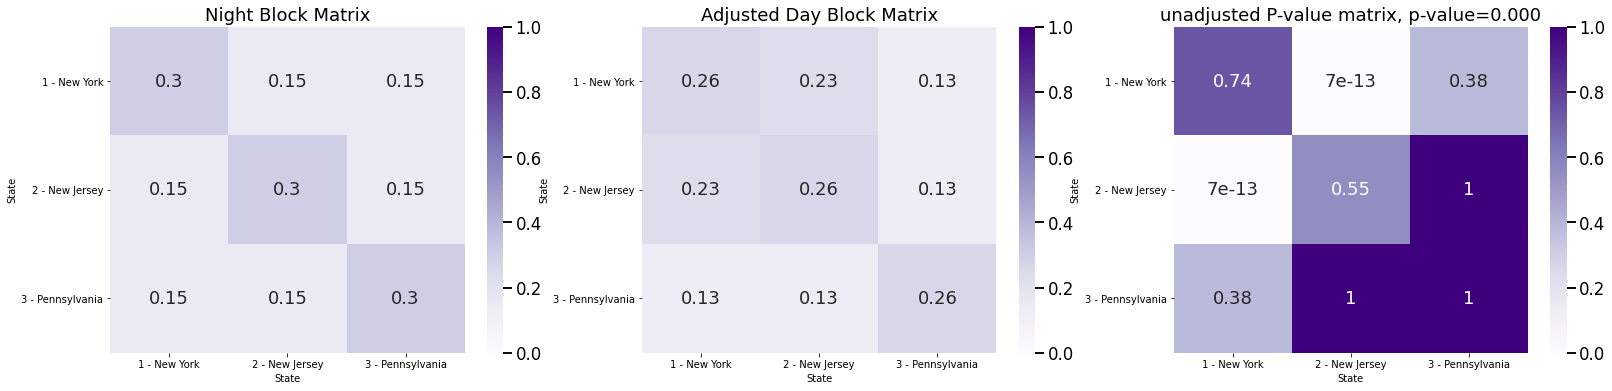 Night Block Matrix
1 - New York
2 - New Jersey
3 - Pennsylvania
State
0.3 0.15 0.15
0.15 0.3 0.15
0.15 0.15 0.3
1 - New York 2 - New Jersey 3 - Pennsylvania
State
1.0
0.8
0.6
0.4
0.2
0.0
Adjusted Day Block Matrix
1 - New York
2 - New Jersey
3 - Pennsylvania
State
0.26 0.23 0.13
0.23 0.26 0.13
0.13 0.13 0.26
1 - New York 2 - New Jersey 3 - Pennsylvania
State
1.0
0.8
0.6
0.4
0.2
0.0
unadjusted P-value matrix, p-value=0.000
1 - New York
2 - New Jersey
3 - Pennsylvania
State
0.74 7e-13 0.38
7e-13 0.55 1
0.38 1 1
1 - New York 2 - New Jersey 3 - Pennsylvania
State
1.0
0.8
0.6
0.4
0.2
0.0